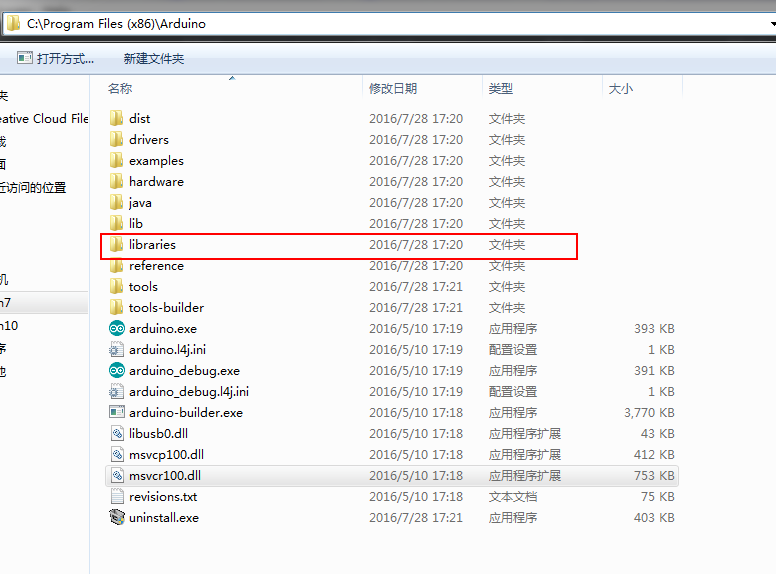 C:\Program Files (x86)\Arduino
打开方式... 新建文件夹
名称 修改日期 类型 大小
夹
eative Cloud File
载
面
近访问的位置
机
n7
n10
序
他
dist 2016/7/28 17:20 文件夹
drivers 2016/7/28 17:20 文件夹
examples 2016/7/28 17:20 文件夹
hardware 2016/7/28 17:20 文件夹
java 2016/7/28 17:20 文件夹
lib 2016/7/28 17:20 文件夹
libraries 2016/7/28 17:20 文件夹
reference 2016/7/28 17:20 文件夹
tools 2016/7/28 17:21 文件夹
tools-builder 2016/7/28 17:21 文件夹
arduino.exe 2016/5/10 17:19 应用程序 393 KB
arduino.l4j.ini 2016/5/10 17:19 配置设置 1 KB
arduino_debug.exe 2016/5/10 17:19 应用程序 391 KB
arduino_debug.l4j.ini 2016/5/10 17:19 配置设置 1 KB
arduino-builder.exe 2016/5/10 17:18 应用程序 3,770 KB
libusb0.dll 2016/5/10 17:18 应用程序扩展 43 KB
msvcp100.dll 2016/5/10 17:18 应用程序扩展 412 KB
msvcr100.dll 2016/5/10 17:18 应用程序扩展 753 KB
revisions.txt 2016/5/10 17:18 文本文档 75 KB
uninstall.exe 2016/7/28 17:21 应用程序 403 KB